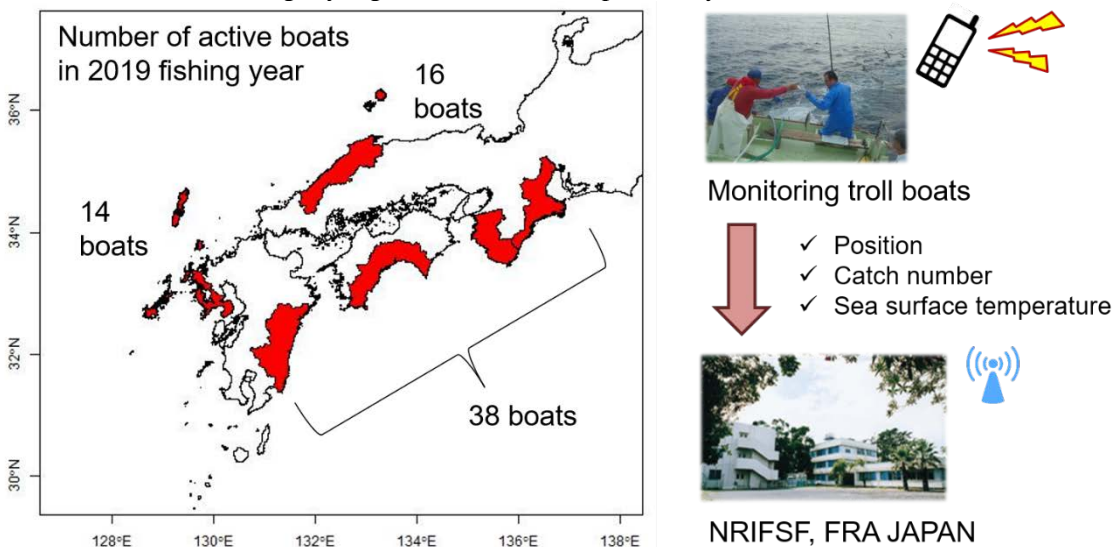 Number of active boats
in 2019 fishing year
16
boats
14
boats
38 boats
36°N
34°N
32°N
30°N
128°E
130°E
132°E
134°E
136°E
138°E
Monitoring troll boats
✓ Position
✓ Catch number
✓ Sea surface temperature
NRIFSF, FRA JAPAN